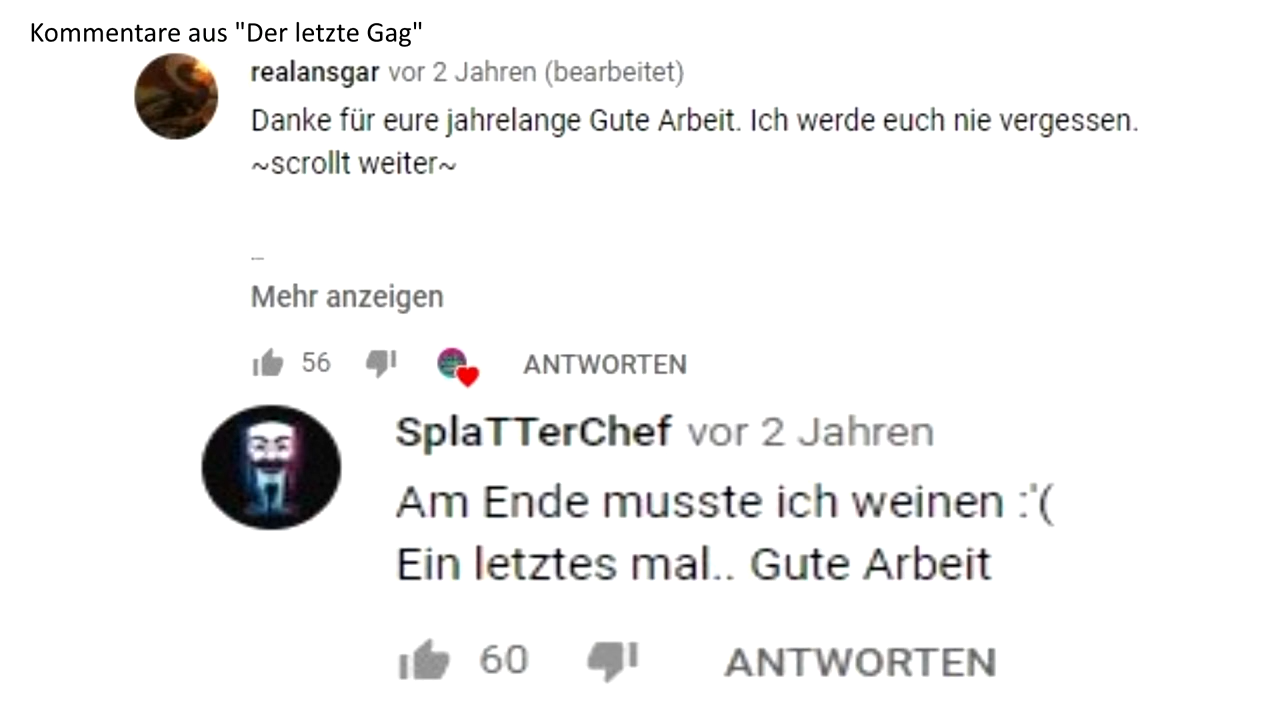 Kommentare aus "Der letzte Gag"
realansgar vor 2 Jahren (bearbeitet)
Danke für eure jahrelange Gute Arbeit. Ich werde euch nie vergessen.
~scrollt weiter~
...
Mehr anzeigen
56 ANTWORTEN
SplaTTerChef vor 2 Jahren
Am Ende musste ich weinen :'(
Ein letztes mal.. Gute Arbeit
60 ANTWORTEN